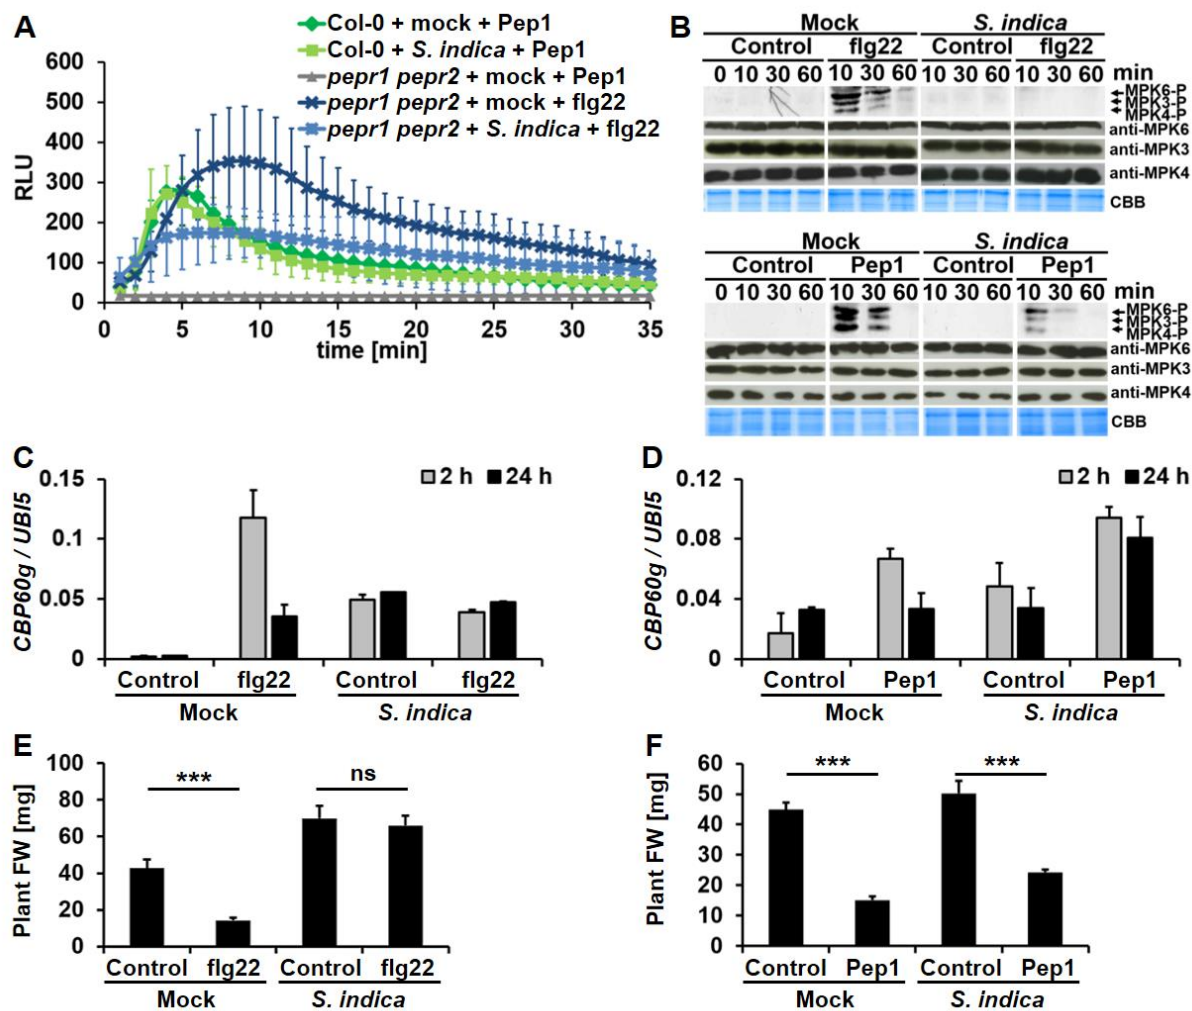 A
Col-0 + mock + Pep1
Col-0 + S. indica + Pep1
pepr1 pepr2 + mock + Pep1
pepr1 pepr2 + mock + flg22
pepr1 pepr2 + S. indica + flg22
600
500
400
300
200
100
0
RLU
0 5 10 15 20 25 30 35
time [min]
B
Mock S. indica
Control flg22 Control flg22
0 10 30 60 10 30 60 10 30 60 10 30 60 min
MPK6-P
MPK3-P
MPK4-P
anti-MPK6
anti-MPK3
anti-MPK4
CBB
Mock S. indica
Control Pep1 Control Pep1
0 10 30 60 10 30 60 10 30 60 10 30 60 min
MPK6-P
MPK3-P
MPK4-P
anti-MPK6
anti-MPK3
anti-MPK4
CBB
C
2 h 24 h
0.15
0.1
0.05
0
CBP60g / UBI5
Control flg22 Control flg22
Mock S. indica
D
2 h 24 h
0.12
0.08
0.04
0
CBP60g / UBI5
Control Pep1 Control Pep1
Mock S. indica
E
100
80
60
40
20
0
Plant FW [mg]
*** ns
Control flg22 Control flg22
Mock S. indica
F
60
50
40
30
20
10
0
Plant FW [mg]
*** ***
Control Pep1 Control Pep1
Mock S. indica